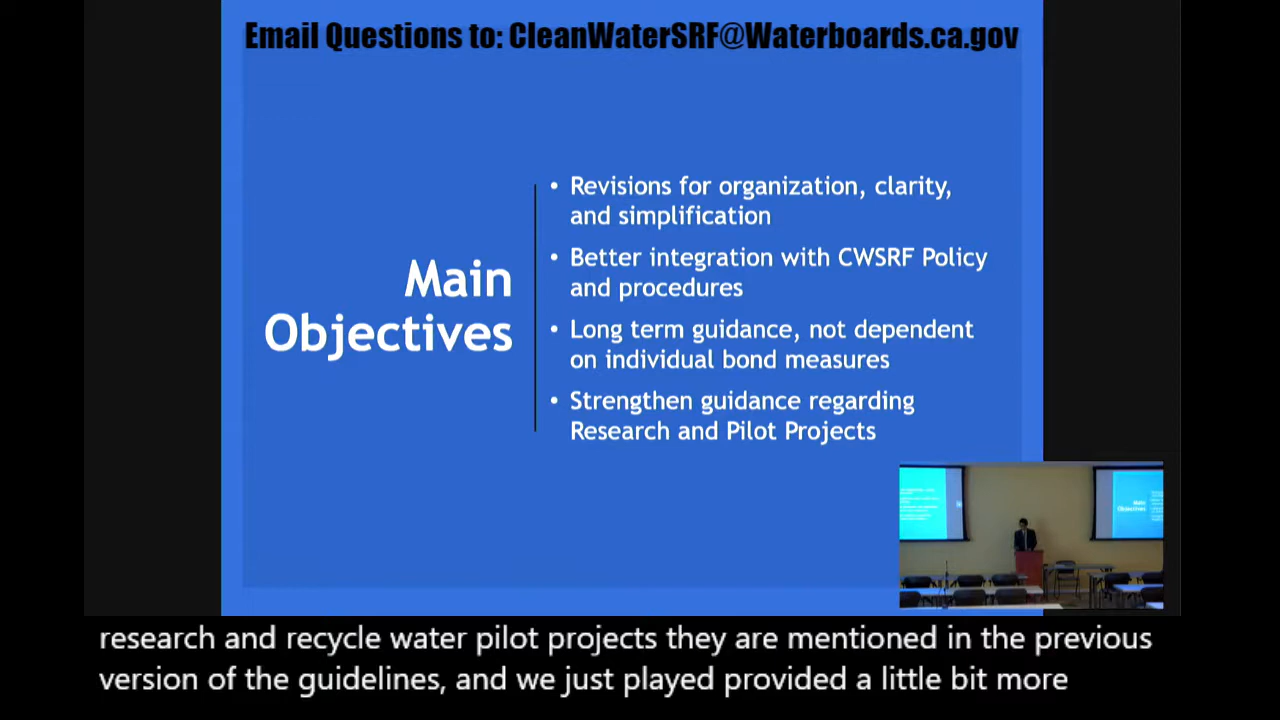 Email Questions to: CleanWaterSRF@Waterboards.ca.gov
Main
Objectives
• Revisions for organization, clarity,
and simplification
• Better integration with CWSRF Policy
and procedures
• Long term guidance, not dependent
on individual bond measures
• Strengthen guidance regarding
Research and Pilot Projects
Main
Objectives
research and recycle water pilot projects they are mentioned in the previous
version of the guidelines, and we just played provided a little bit more